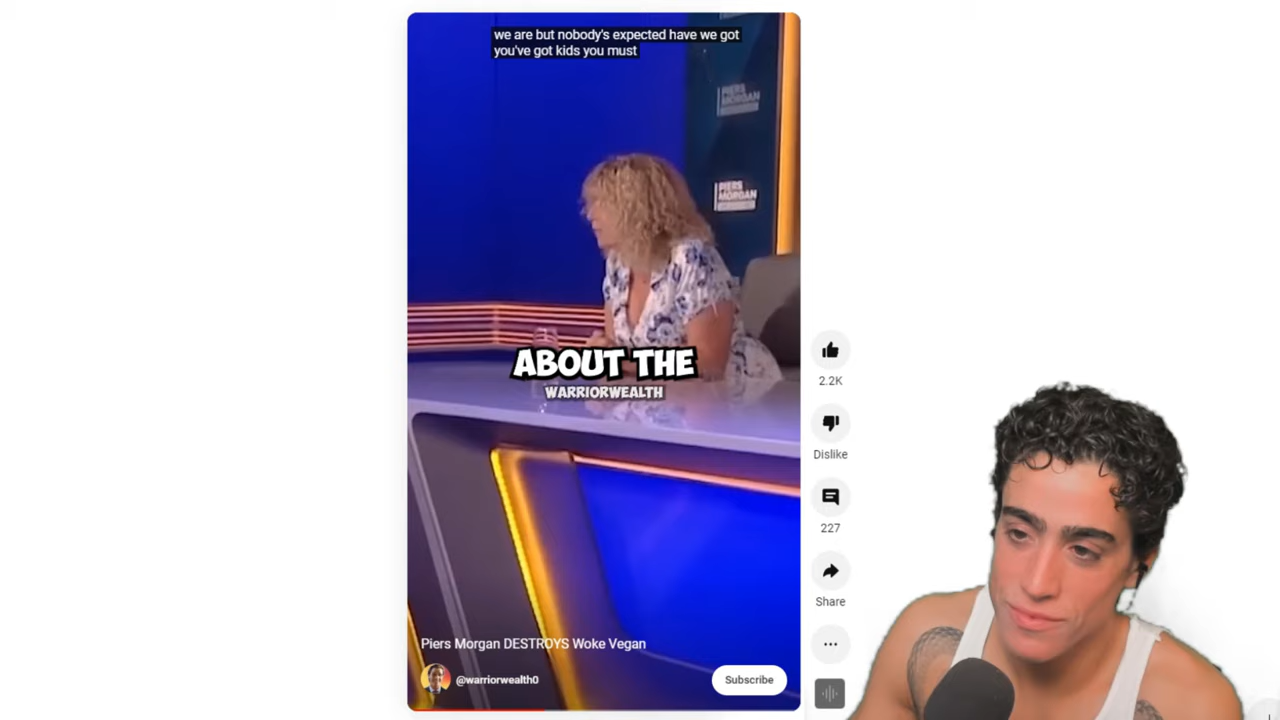 we are but nobody's expected have we got
you've got kids you must
PIERS
MORGAN
PIERS
MORGAN
ABOUT THE
WARRIORWEALTH
2.2K
Dislike
227
Share
Piers Morgan DESTROYS Woke Vegan
@warriorwealth0
Subscribe